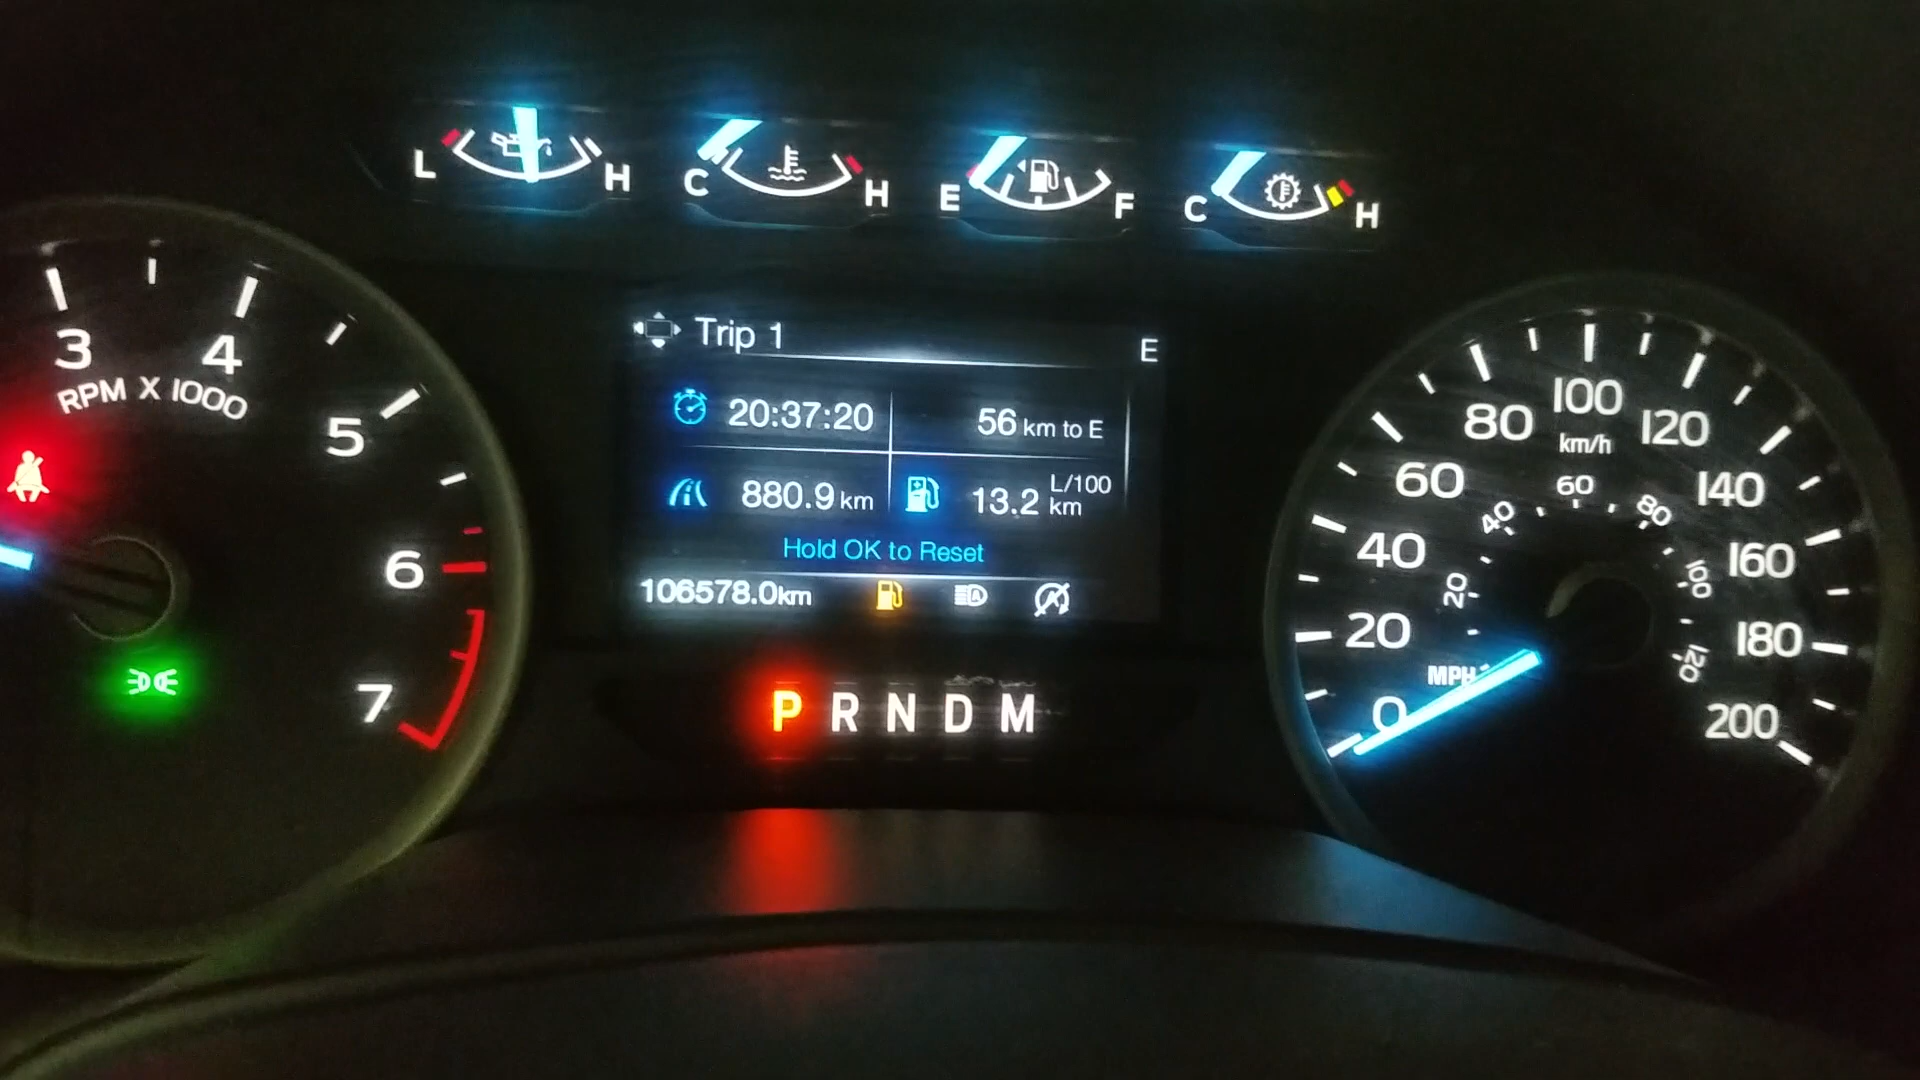 L H
C H
E F
C H
3 4 5 6 7
RPM X 1000
Trip 1 E
20:37:20 56 km to E
880.9 km 13.2 L/100 km
Hold OK to Reset
106578.0km
P R N D M
0 20 40 60 80 100 120 140 160 180 200
km/h
20 40 60 80 100 120
MPH